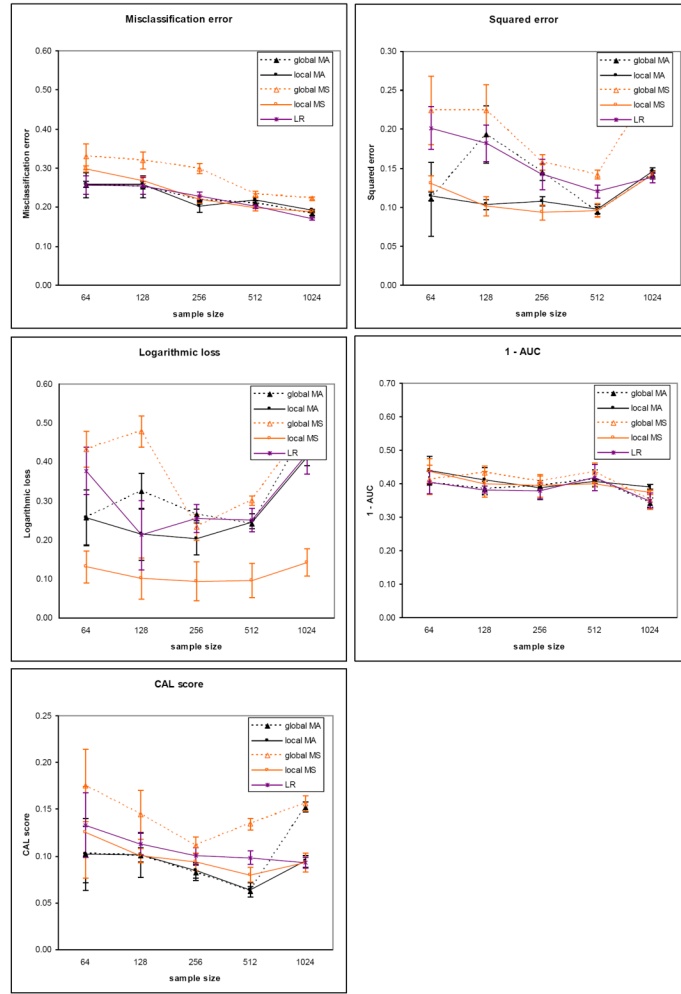 Misclassification error
0.60
0.50
0.40
0.30
0.20
0.10
0.00
Misclassification error
64 128 256 512 1024
sample size
global MA
local MA
global MS
local MS
LR
Squared error
0.30
0.25
0.20
0.15
0.10
0.05
0.00
Squared error
64 128 256 512 1024
sample size
global MA
local MA
global MS
local MS
LR
Logarithmic loss
0.60
0.50
0.40
0.30
0.20
0.10
0.00
Logarithmic loss
64 128 256 512 1024
sample size
global MA
local MA
global MS
local MS
LR
1 - AUC
0.70
0.60
0.50
0.40
0.30
0.20
0.10
0.00
1 - AUC
64 128 256 512 1024
sample size
global MA
local MA
global MS
local MS
LR
CAL score
0.25
0.20
0.15
0.10
0.05
0.00
CAL score
64 128 256 512 1024
sample size
global MA
local MA
global MS
local MS
LR